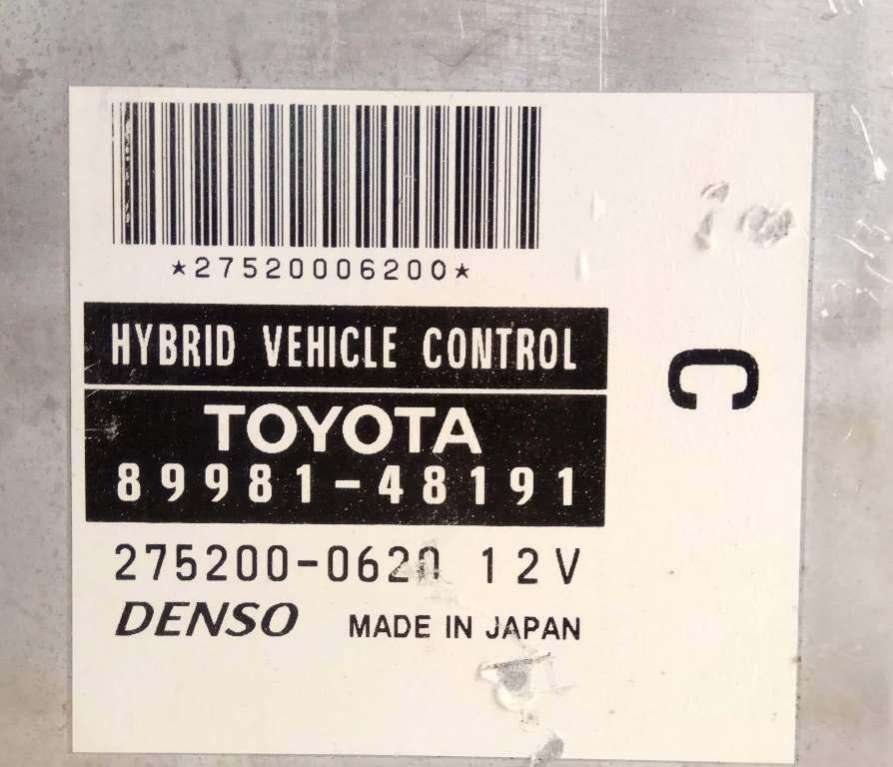 *27520006200*
HYBRID VEHICLE CONTROL
TOYOTA
89981-48191
C
275200-0620 12V
DENSO MADE IN JAPAN